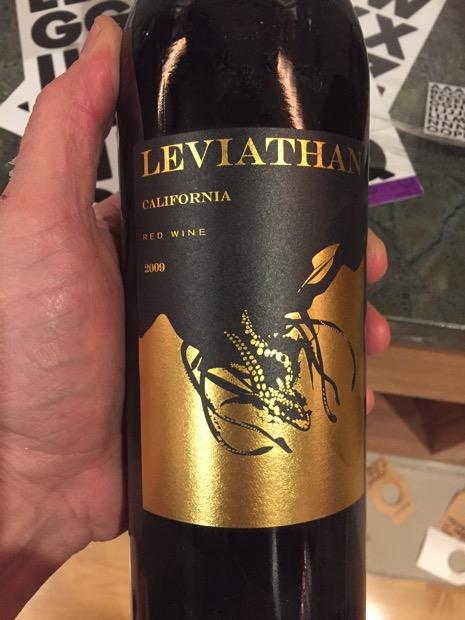 LEVIATHAN
CALIFORNIA
RED WINE
2009